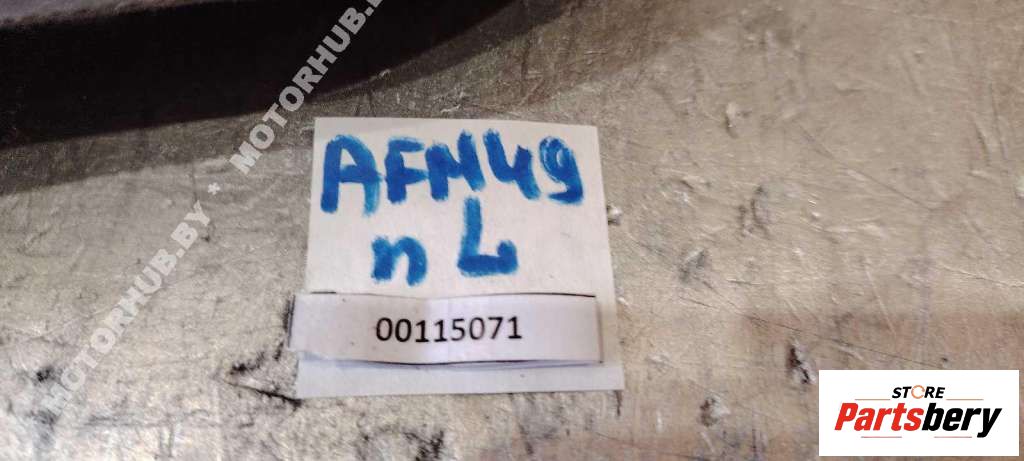 MOTORHUB.BY • MOTORHUB.BY
AFM49
п L
00115071
STORE
Partsbery